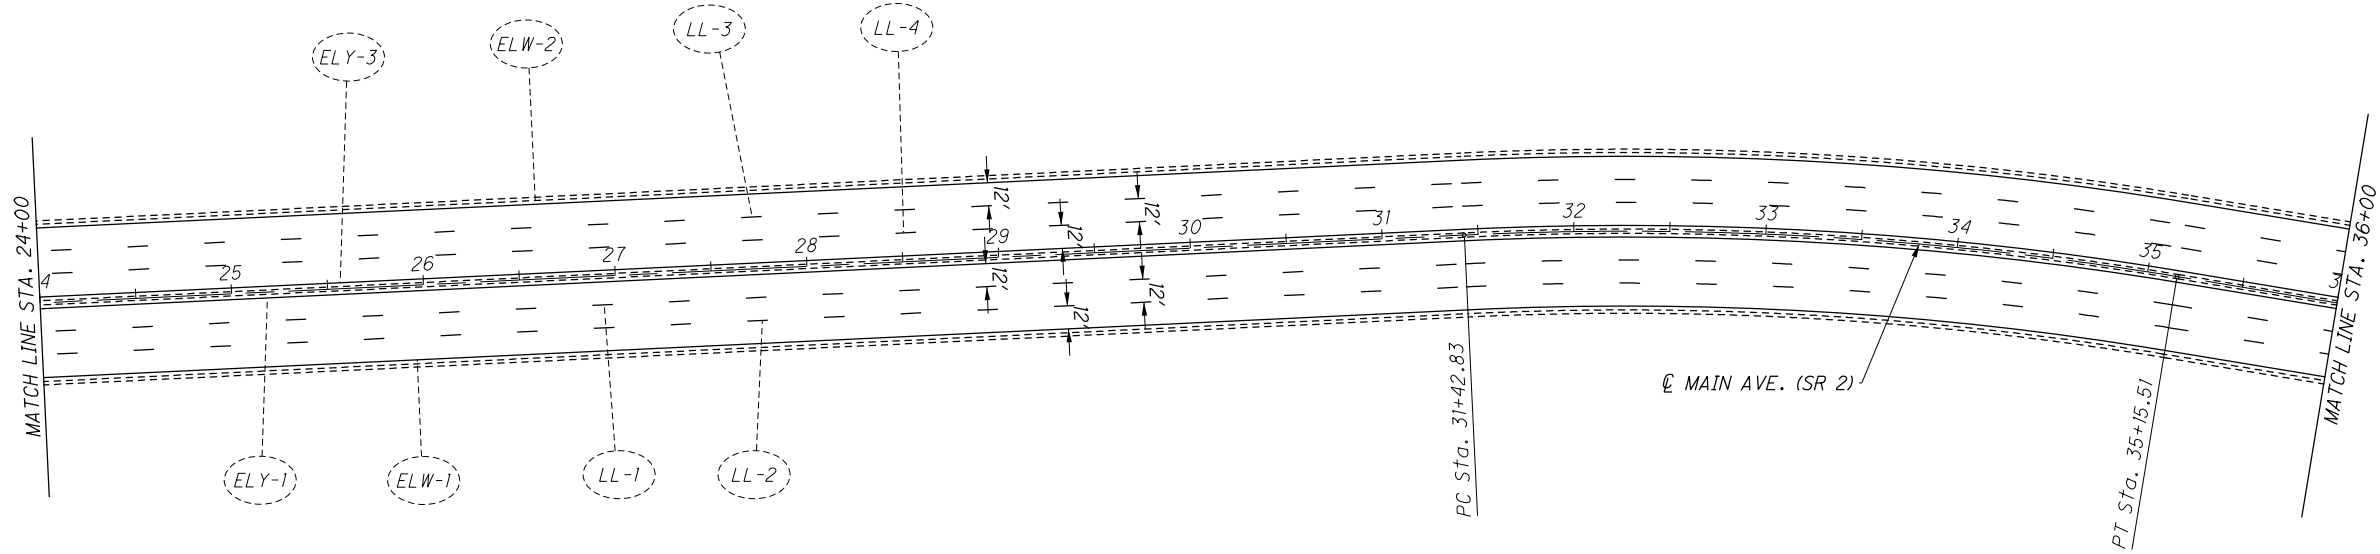 ELY-3
ELW-2
LL-3
LL-4
MATCH LINE STA. 24+00
4
25
26
27
28
29
30
31
32
33
34
35
3
12'
12'
12'
12'
12'
12'
MATCH LINE STA. 36+00
ELY-1
ELW-1
LL-1
LL-2
PC Sta. 31+42.83
℄ MAIN AVE. (SR 2)
PT Sta. 35+15.51